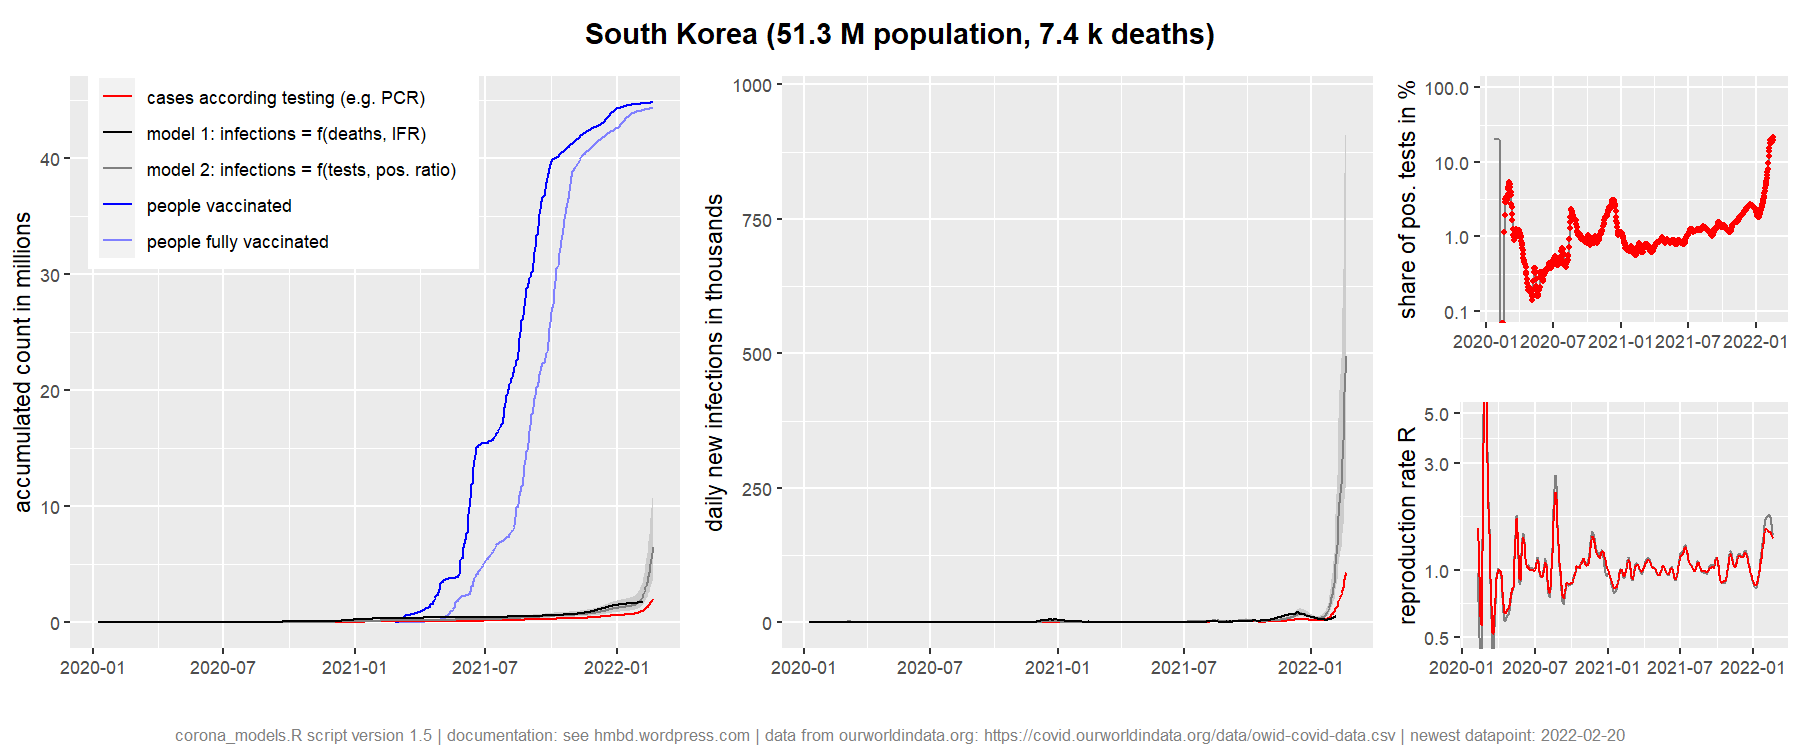 South Korea (51.3 M population, 7.4 k deaths)
accumulated count in millions
40
30
20
10
0
cases according testing (e.g. PCR)
model 1: infections = f(deaths, IFR)
model 2: infections = f(tests, pos. ratio)
people vaccinated
people fully vaccinated
2020-01 2020-07 2021-01 2021-07 2022-01
daily new infections in thousands
1000
750
500
250
0
2020-01 2020-07 2021-01 2021-07 2022-01
share of pos. tests in %
100.0
10.0
1.0
0.1
2020-01 2020-07 2021-01 2021-07 2022-01
reproduction rate R
5.0
3.0
1.0
0.5
2020-01 2020-07 2021-01 2021-07 2022-01
corona_models.R script version 1.5 | documentation: see hmbd.wordpress.com | data from ourworldindata.org: https://covid.ourworldindata.org/data/owid-covid-data.csv | newest datapoint: 2022-02-20